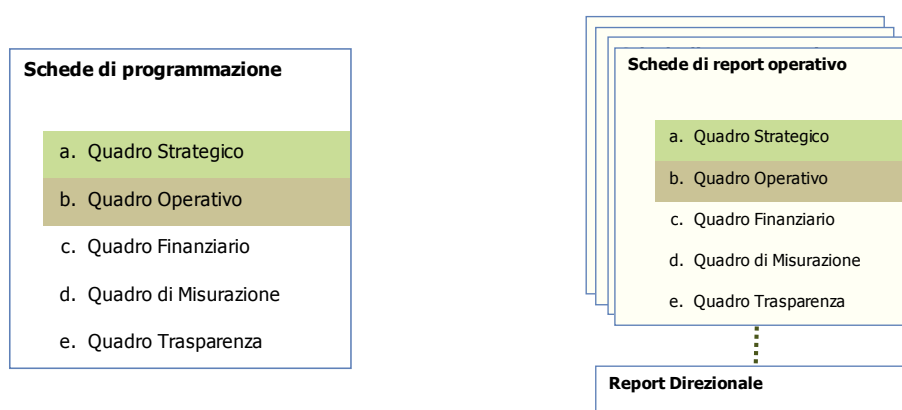 Schede di programmazione
a. Quadro Strategico
b. Quadro Operativo
c. Quadro Finanziario
d. Quadro di Misurazione
e. Quadro Trasparenza
Schede di report operativo
a. Quadro Strategico
b. Quadro Operativo
c. Quadro Finanziario
d. Quadro di Misurazione
e. Quadro Trasparenza
Report Direzionale